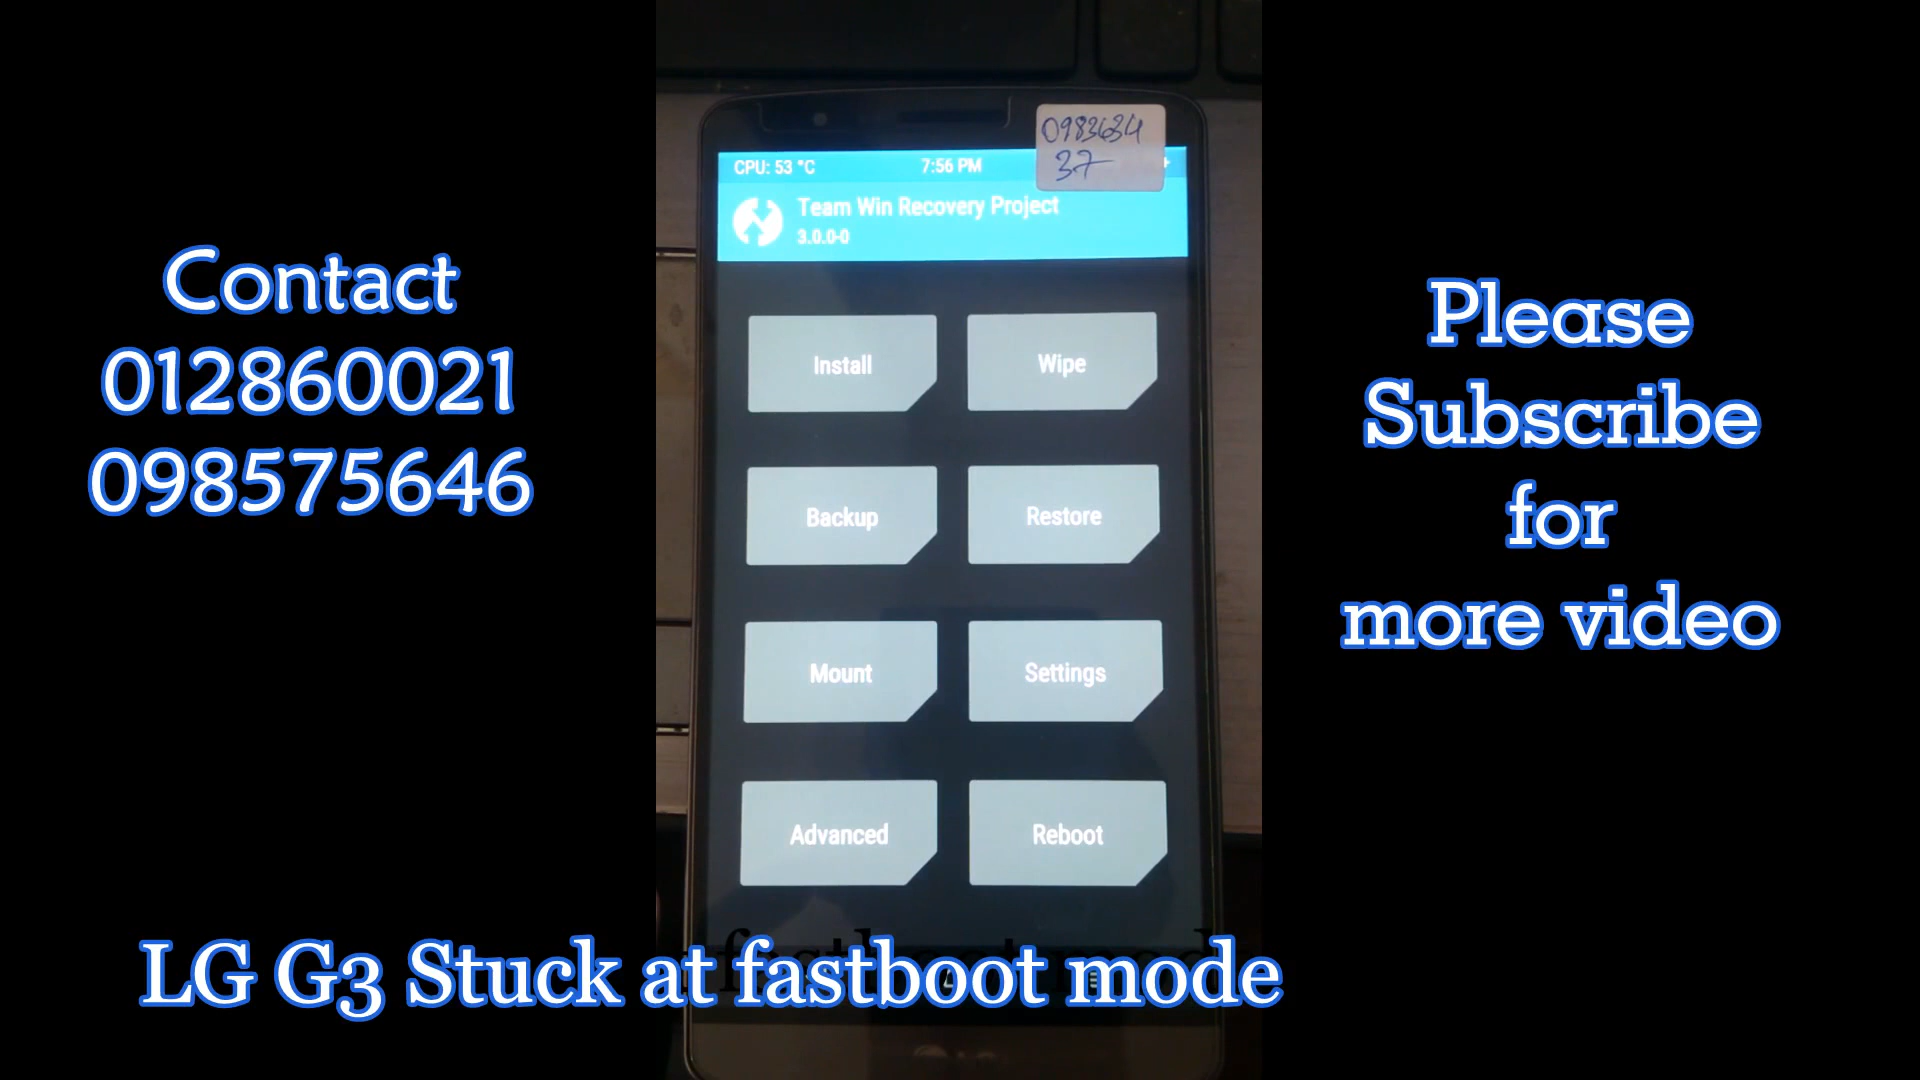 Contact
012860021
098575646
CPU: 53 °C
7:56 PM
Team Win Recovery Project
3.0.0-0
Install
Wipe
Backup
Restore
Mount
Settings
Advanced
Reboot
Please
Subscribe
for
more video
LG G3 Stuck at fastboot mode